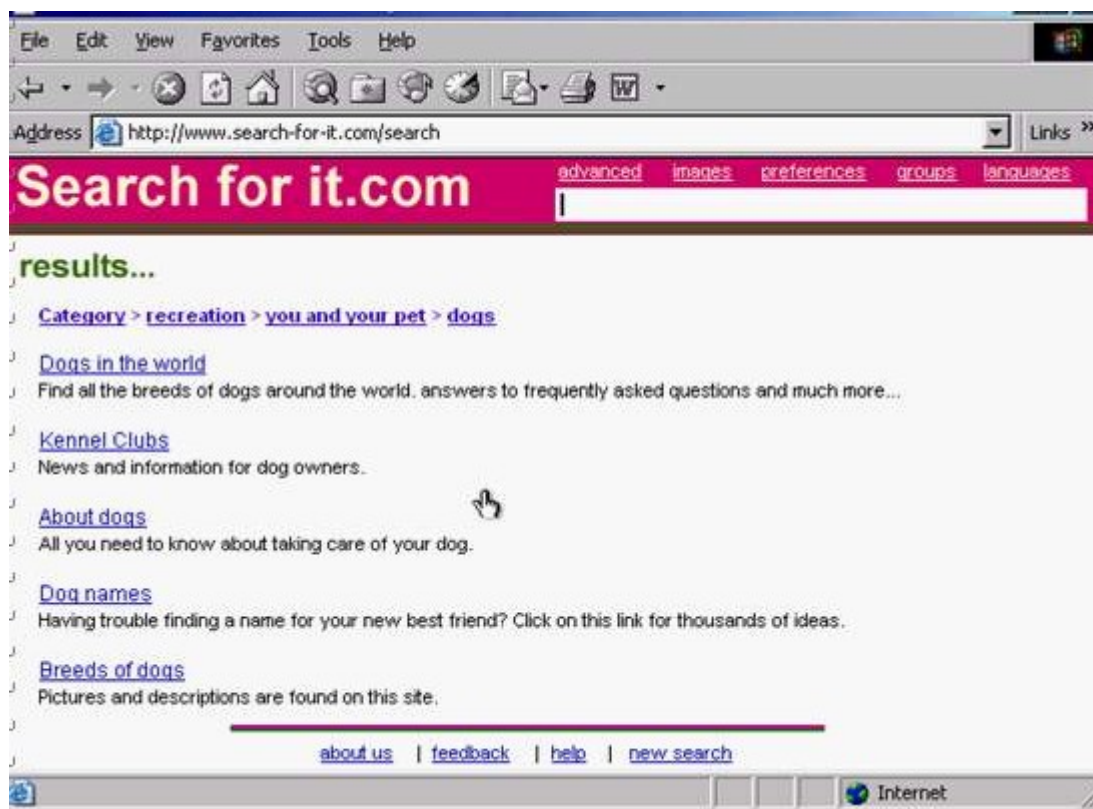 File Edit View Favorites Tools Help
Address http://www.search-for-it.com/search Links »
Search for it.com
advanced images preferences groups languages
results...
Category > recreation > you and your pet > dogs
Dogs in the world
Find all the breeds of dogs around the world. answers to frequently asked questions and much more...
Kennel Clubs
News and information for dog owners.
About dogs
All you need to know about taking care of your dog.
Dog names
Having trouble finding a name for your new best friend? Click on this link for thousands of ideas.
Breeds of dogs
Pictures and descriptions are found on this site.
about us | feedback | help | new search
Internet